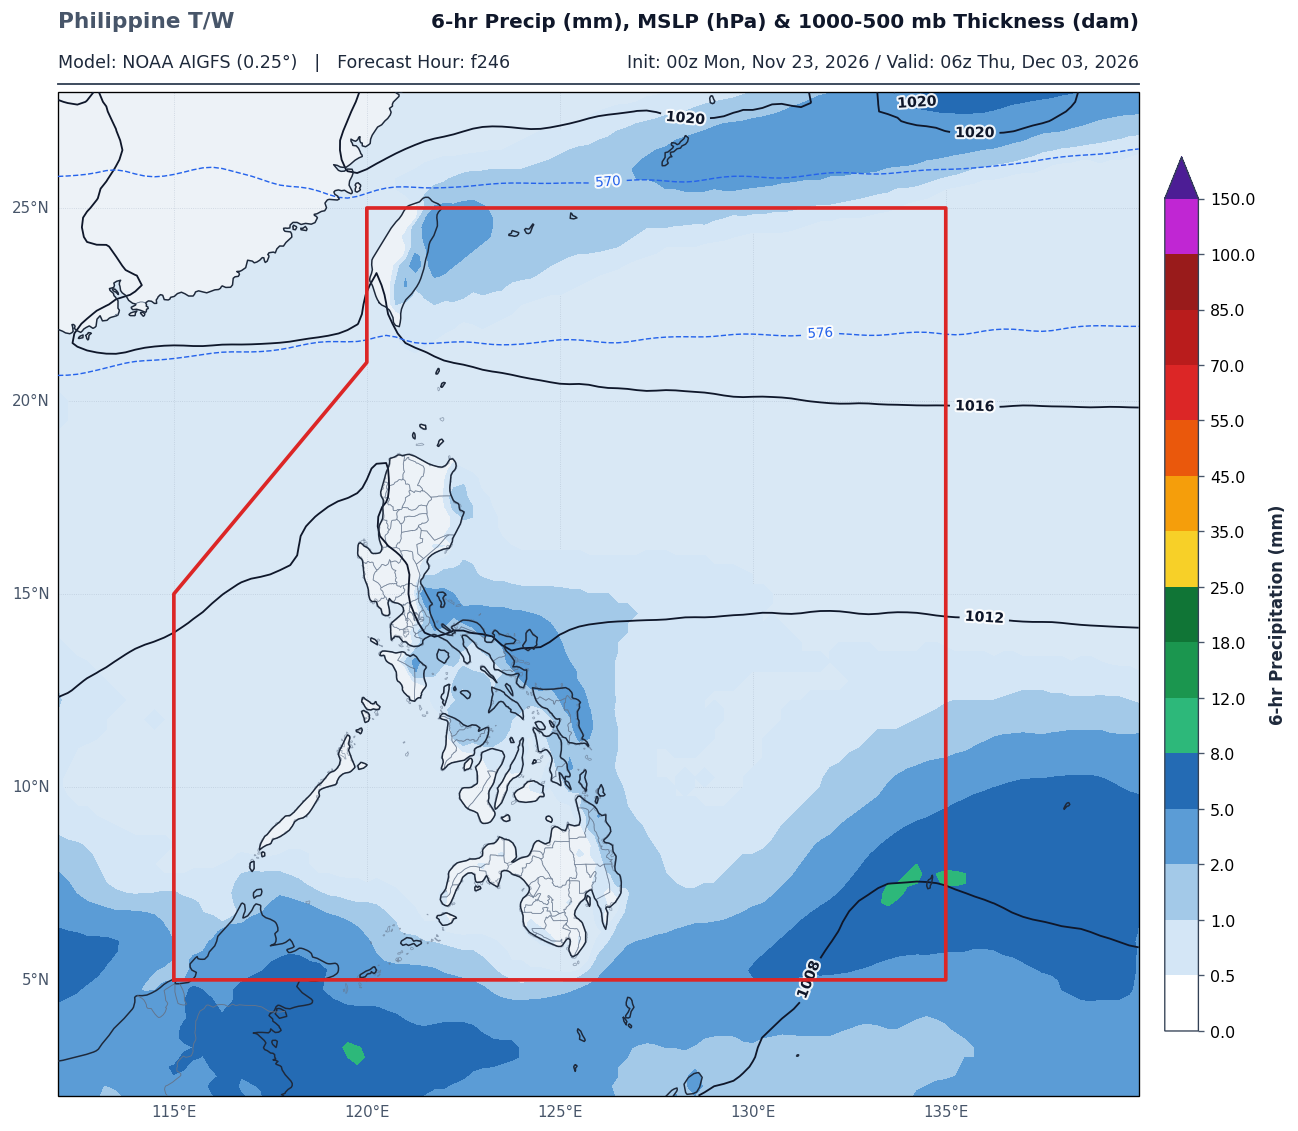 Philippine T/W
6-hr Precip (mm), MSLP (hPa) & 1000-500 mb Thickness (dam)
Model: NOAA AIGFS (0.25°) | Forecast Hour: f246
Init: 00z Mon, Nov 23, 2026 / Valid: 06z Thu, Dec 03, 2026
1020
1020
1020
570
576
1016
1012
1008
25°N
20°N
15°N
10°N
5°N
115°E
120°E
125°E
130°E
135°E
150.0
100.0
85.0
70.0
55.0
45.0
35.0
25.0
18.0
12.0
8.0
5.0
2.0
1.0
0.5
0.0
6-hr Precipitation (mm)